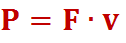 P = F · v